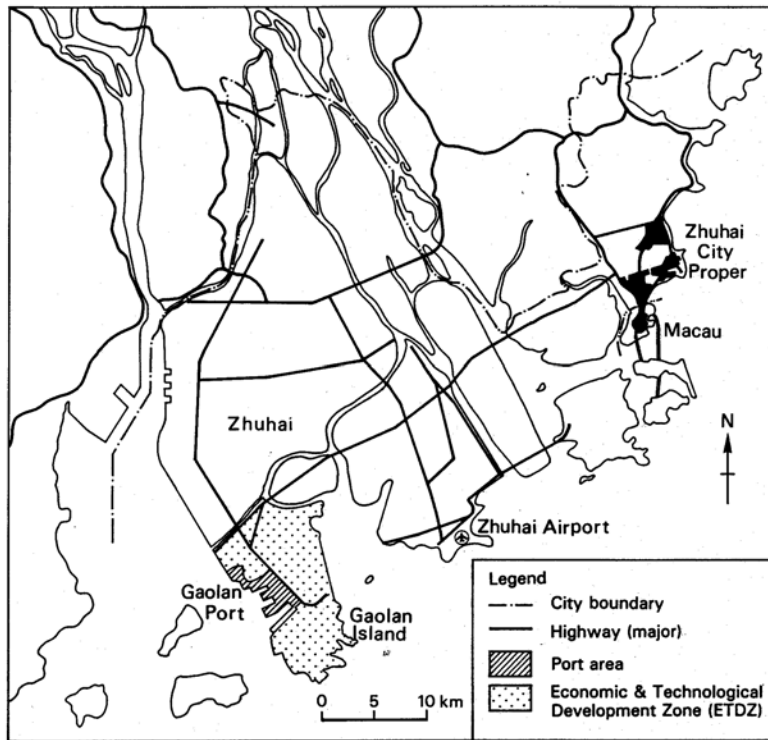 Zhuhai
City
Proper
Macau
N
Zhuhai
Zhuhai Airport
Gaolan
Port
Gaolan
Island
0 5 10 km
Legend
City boundary
Highway (major)
Port area
Economic & Technological
Development Zone (ETDZ)